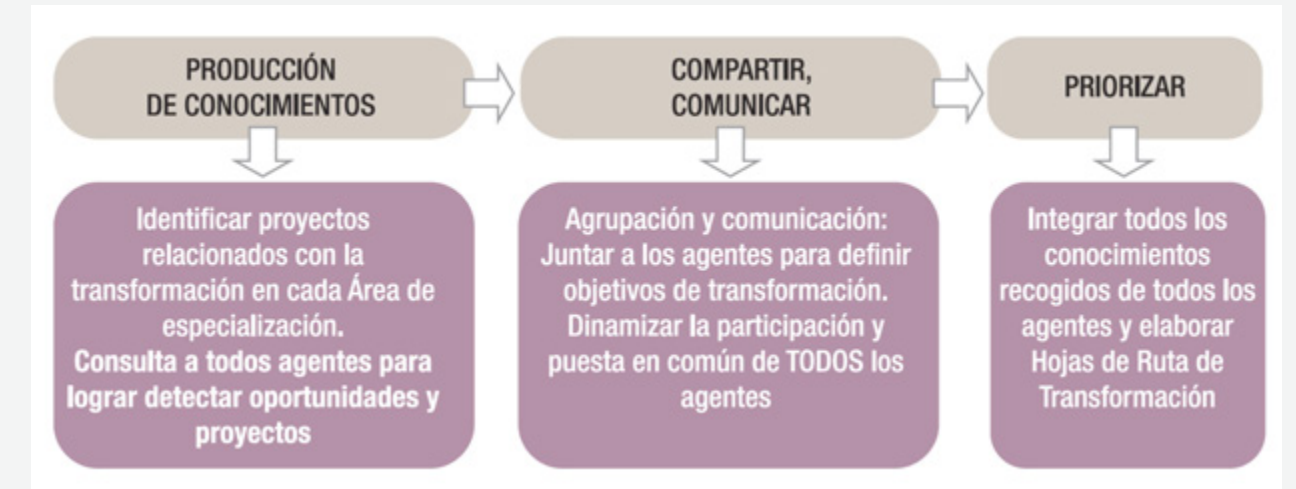 PRODUCCIÓN
DE CONOCIMIENTOS
COMPARTIR,
COMUNICAR
PRIORIZAR
Identificar proyectos
relacionados con la
transformación en cada Área de
especialización.
Consulta a todos agentes para
lograr detectar oportunidades y
proyectos
Agrupación y comunicación:
Juntar a los agentes para definir
objetivos de transformación.
Dinamizar la participación y
puesta en común de TODOS los
agentes
Integrar todos los
conocimientos
recogidos de todos los
agentes y elaborar
Hojas de Ruta de
Transformación